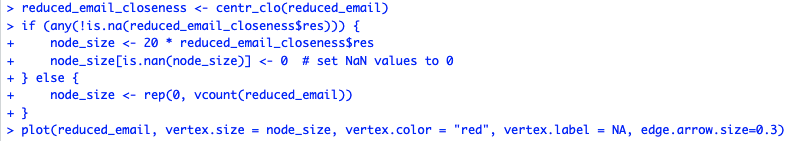 > reduced_email_closeness <- centr_clo(reduced_email)
> if (any(!is.na(reduced_email_closeness$res))) {
+     node_size <- 20 * reduced_email_closeness$res
+     node_size[is.nan(node_size)] <- 0  # set NaN values to 0
+ } else {
+     node_size <- rep(0, vcount(reduced_email))
+ }
> plot(reduced_email, vertex.size = node_size, vertex.color = "red", vertex.label = NA, edge.arrow.size=0.3)